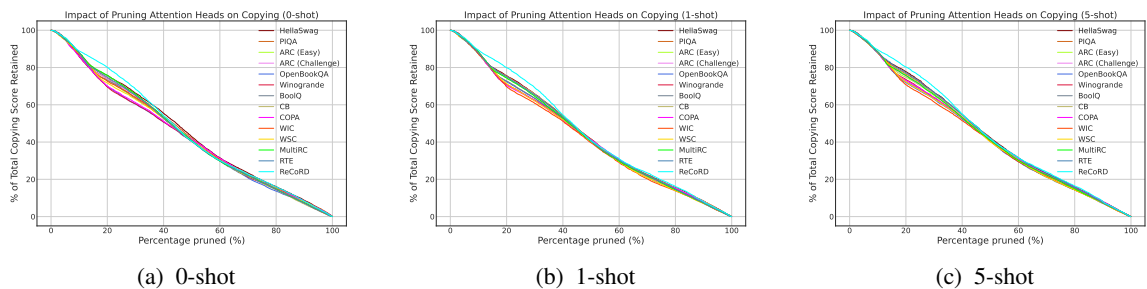 Impact of Pruning Attention Heads on Copying (0-shot)
% of Total Copying Score Retained
100
80
60
40
20
0
0 20 40 60 80 100
Percentage pruned (%)
HellaSwag
PIQA
ARC (Easy)
ARC (Challenge)
OpenBookQA
Winogrande
BoolQ
CB
COPA
WIC
WSC
MultiRC
RTE
ReCoRD
(a) 0-shot
Impact of Pruning Attention Heads on Copying (1-shot)
% of Total Copying Score Retained
100
80
60
40
20
0
0 20 40 60 80 100
Percentage pruned (%)
HellaSwag
PIQA
ARC (Easy)
ARC (Challenge)
OpenBookQA
Winogrande
BoolQ
CB
COPA
WIC
WSC
MultiRC
RTE
ReCoRD
(b) 1-shot
Impact of Pruning Attention Heads on Copying (5-shot)
% of Total Copying Score Retained
100
80
60
40
20
0
0 20 40 60 80 100
Percentage pruned (%)
HellaSwag
PIQA
ARC (Easy)
ARC (Challenge)
OpenBookQA
Winogrande
BoolQ
CB
COPA
WIC
WSC
MultiRC
RTE
ReCoRD
(c) 5-shot